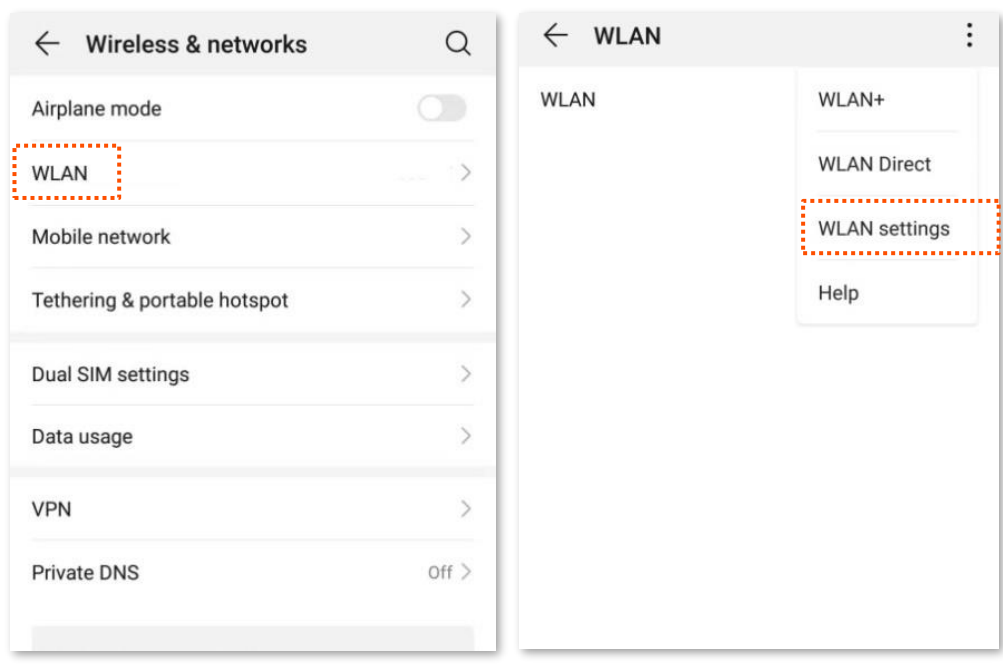 Wireless & networks
Airplane mode
WLAN
Mobile network
Tethering & portable hotspot
Dual SIM settings
Data usage
VPN
Private DNS
Off
WLAN
WLAN
WLAN+
WLAN Direct
WLAN settings
Help